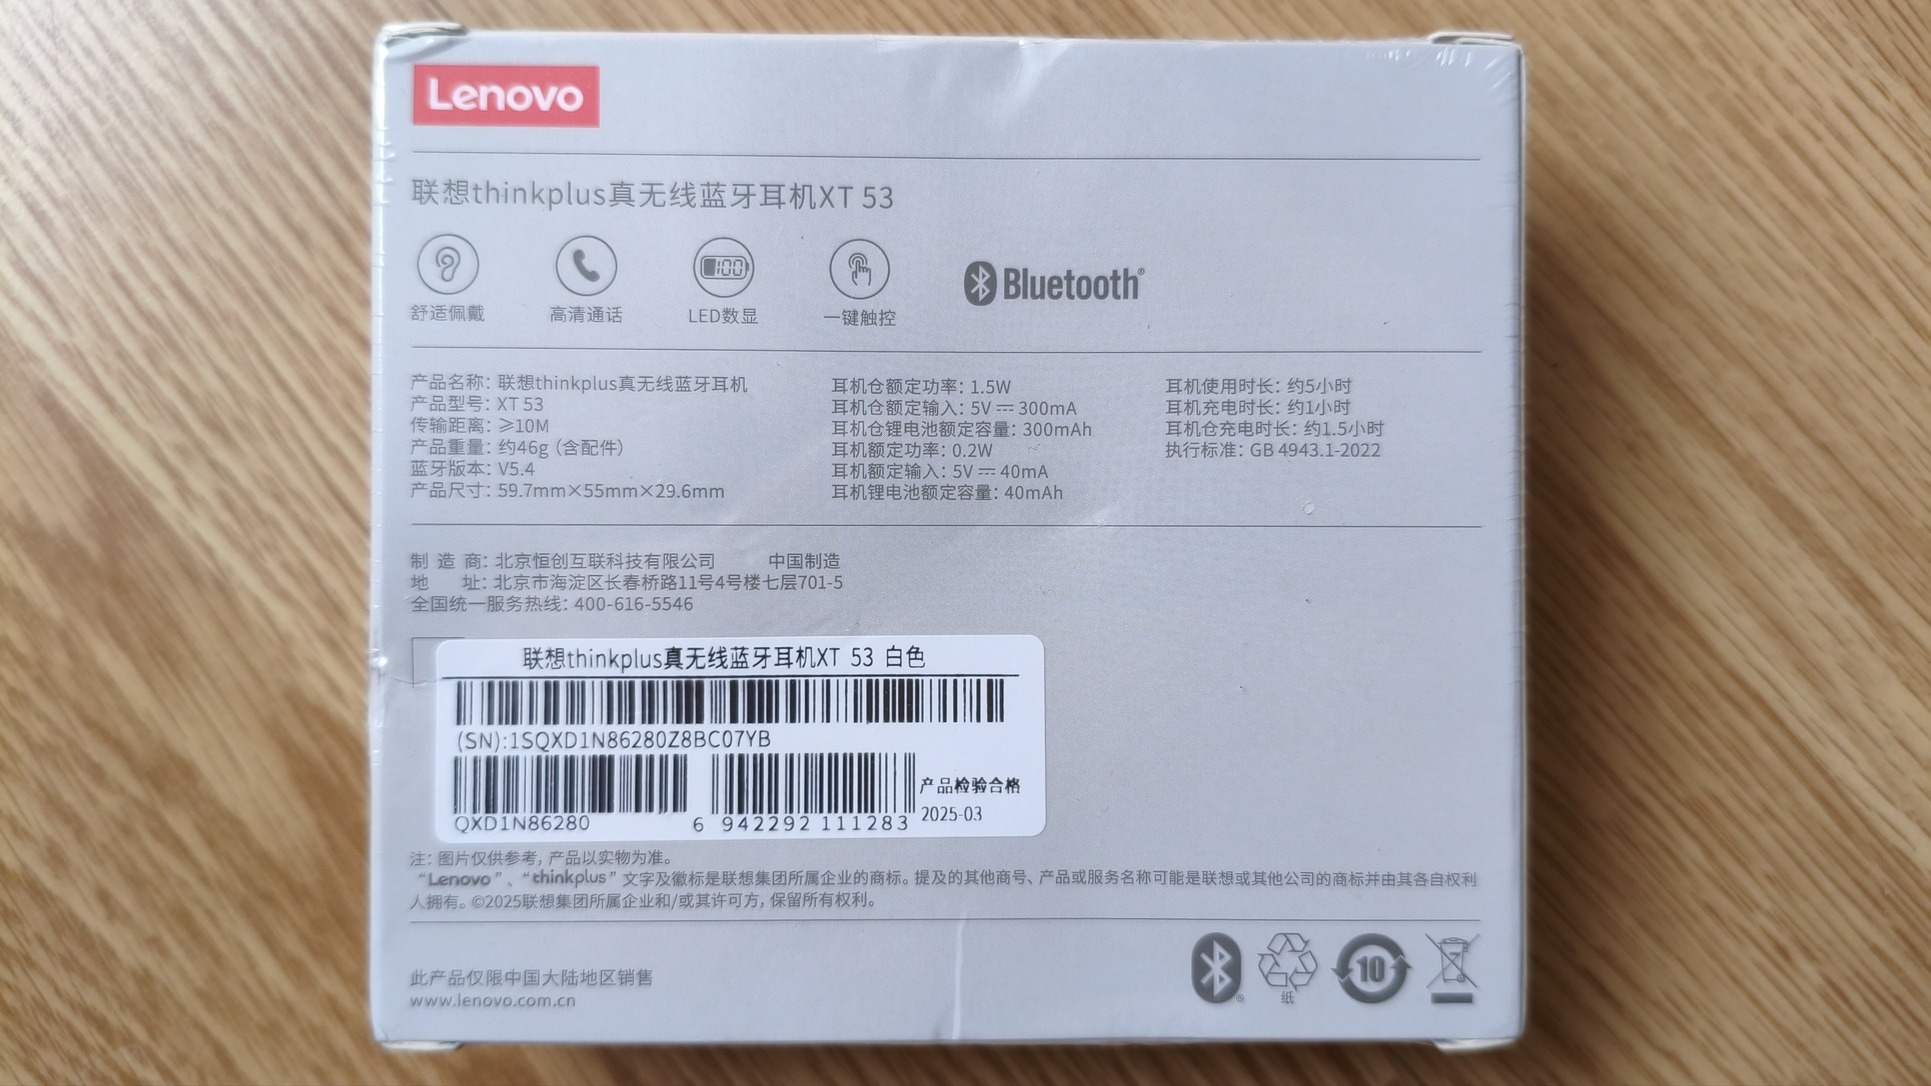 Lenovo
联想thinkplus真无线蓝牙耳机XT 53
舒适佩戴
高清通话
100
LED数显
一键触控
Bluetooth®
产品名称：联想thinkplus真无线蓝牙耳机
产品型号：XT 53
传输距离：≥10M
产品重量：约46g（含配件）
蓝牙版本：V5.4
产品尺寸：59.7mm×55mm×29.6mm
耳机仓额定功率：1.5W
耳机仓额定输入：5V ⎓ 300mA
耳机仓锂电池额定容量：300mAh
耳机额定功率：0.2W
耳机额定输入：5V ⎓ 40mA
耳机锂电池额定容量：40mAh
耳机使用时长：约5小时
耳机充电时长：约1小时
耳机仓充电时长：约1.5小时
执行标准：GB 4943.1-2022
制 造 商：北京恒创互联科技有限公司 中国制造
地 址：北京市海淀区长春桥路11号4号楼七层701-5
全国统一服务热线：400-616-5546
联想thinkplus真无线蓝牙耳机XT 53 白色
(SN):1SQXD1N86280Z8BC07YB
QXD1N86280
6 942292 111283
产品检验合格
2025-03
注：图片仅供参考，产品以实物为准。
“Lenovo”、“thinkplus”文字及徽标是联想集团所属企业的商标。提及的其他商号、产品或服务名称可能是联想或其他公司的商标并由其各自权利
人拥有。©2025联想集团所属企业和/或其许可方，保留所有权利。
此产品仅限中国大陆地区销售
www.lenovo.com.cn
®
纸
10